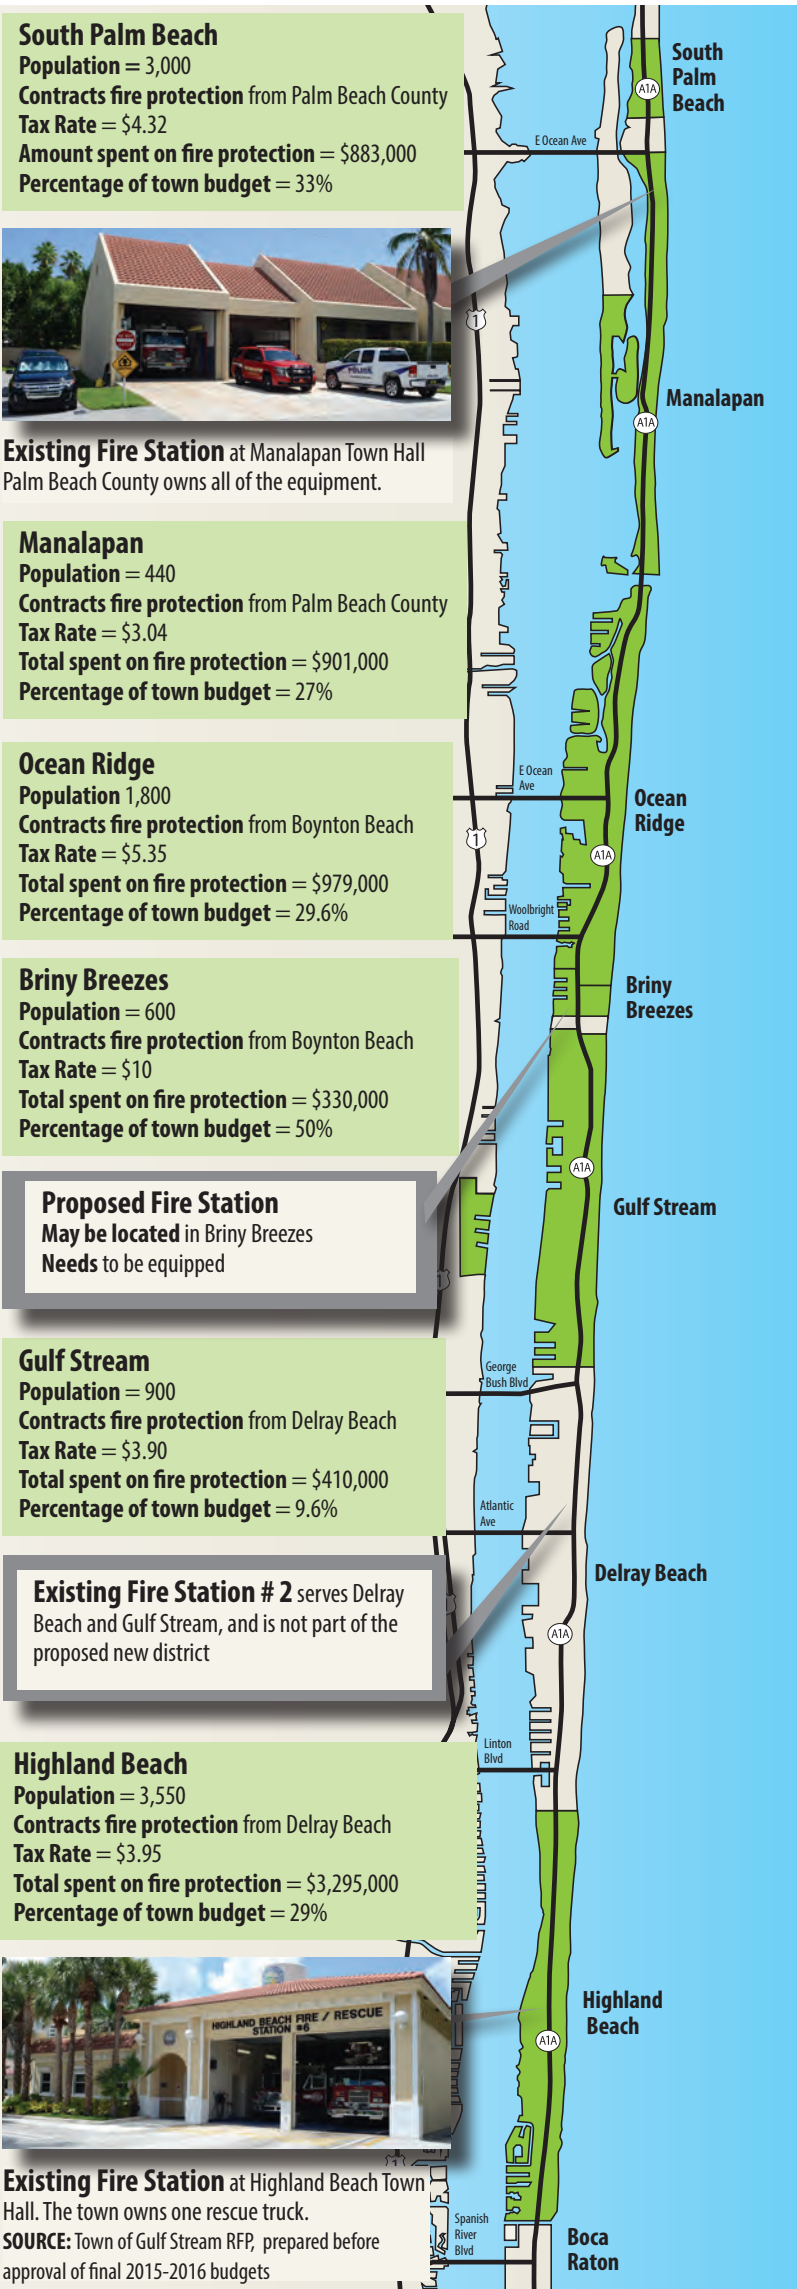 South Palm Beach
Population = 3,000
Contracts fire protection from Palm Beach County
Tax Rate = $4.32
Amount spent on fire protection = $883,000
Percentage of town budget = 33%
South
Palm
Beach
A1A
E Ocean Ave
1
Existing Fire Station at Manalapan Town Hall
Palm Beach County owns all of the equipment.
Manalapan
A1A
Manalapan
Population = 440
Contracts fire protection from Palm Beach County
Tax Rate = $3.04
Total spent on fire protection = $901,000
Percentage of town budget = 27%
Ocean Ridge
Population 1,800
Contracts fire protection from Boynton Beach
Tax Rate = $5.35
Total spent on fire protection = $979,000
Percentage of town budget = 29.6%
E Ocean
Ave
Ocean
Ridge
1
A1A
Woolbright
Road
Briny Breezes
Population = 600
Contracts fire protection from Boynton Beach
Tax Rate = $10
Total spent on fire protection = $330,000
Percentage of town budget = 50%
Briny
Breezes
A1A
Proposed Fire Station
May be located in Briny Breezes
Needs to be equipped
1
Gulf Stream
Gulf Stream
Population = 900
Contracts fire protection from Delray Beach
Tax Rate = $3.90
Total spent on fire protection = $410,000
Percentage of town budget = 9.6%
George
Bush Blvd
Atlantic
Ave
Existing Fire Station # 2 serves Delray
Beach and Gulf Stream, and is not part of the
proposed new district
Delray Beach
A1A
Linton
Blvd
Highland Beach
Population = 3,550
Contracts fire protection from Delray Beach
Tax Rate = $3.95
Total spent on fire protection = $3,295,000
Percentage of town budget = 29%
HIGHLAND BEACH FIRE / RESCUE
STATION #6
Highland
Beach
A1A
1
Existing Fire Station at Highland Beach Town
Hall. The town owns one rescue truck.
SOURCE: Town of Gulf Stream RFP, prepared before
approval of final 2015-2016 budgets
Spanish
River
Blvd
Boca
Raton